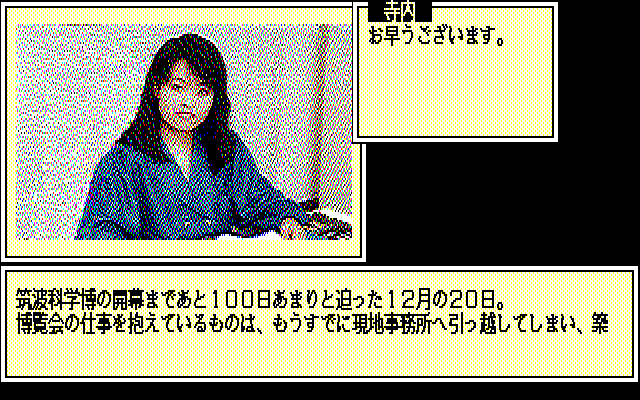 寺内
お早うございます。
筑波科学博の開幕まであと１００日あまりと迫った１２月の２０日。
博覧会の仕事を抱えているものは、もうすでに現地事務所へ引っ越してしまい、築